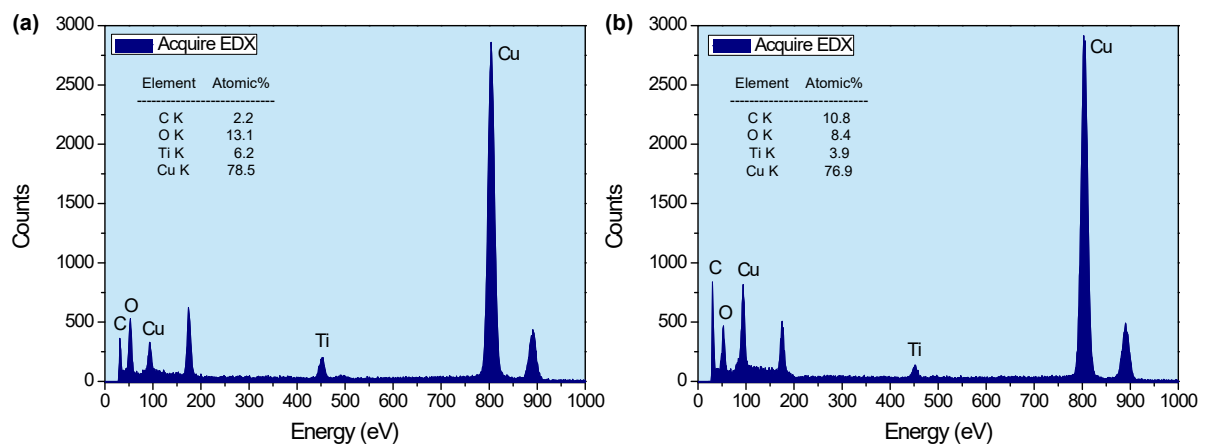 (a)
3000
2500
2000
1500
1000
500
0
Counts
Acquire EDX
Element Atomic%
------------------------------
C K 2.2
O K 13.1
Ti K 6.2
Cu K 78.5
Cu
C
O
Cu
Ti
0 100 200 300 400 500 600 700 800 900 1000
Energy (eV)
(b)
3000
2500
2000
1500
1000
500
0
Counts
Acquire EDX
Element Atomic%
------------------------------
C K 10.8
O K 8.4
Ti K 3.9
Cu K 76.9
Cu
C
O
Cu
Ti
0 100 200 300 400 500 600 700 800 900 1000
Energy (eV)